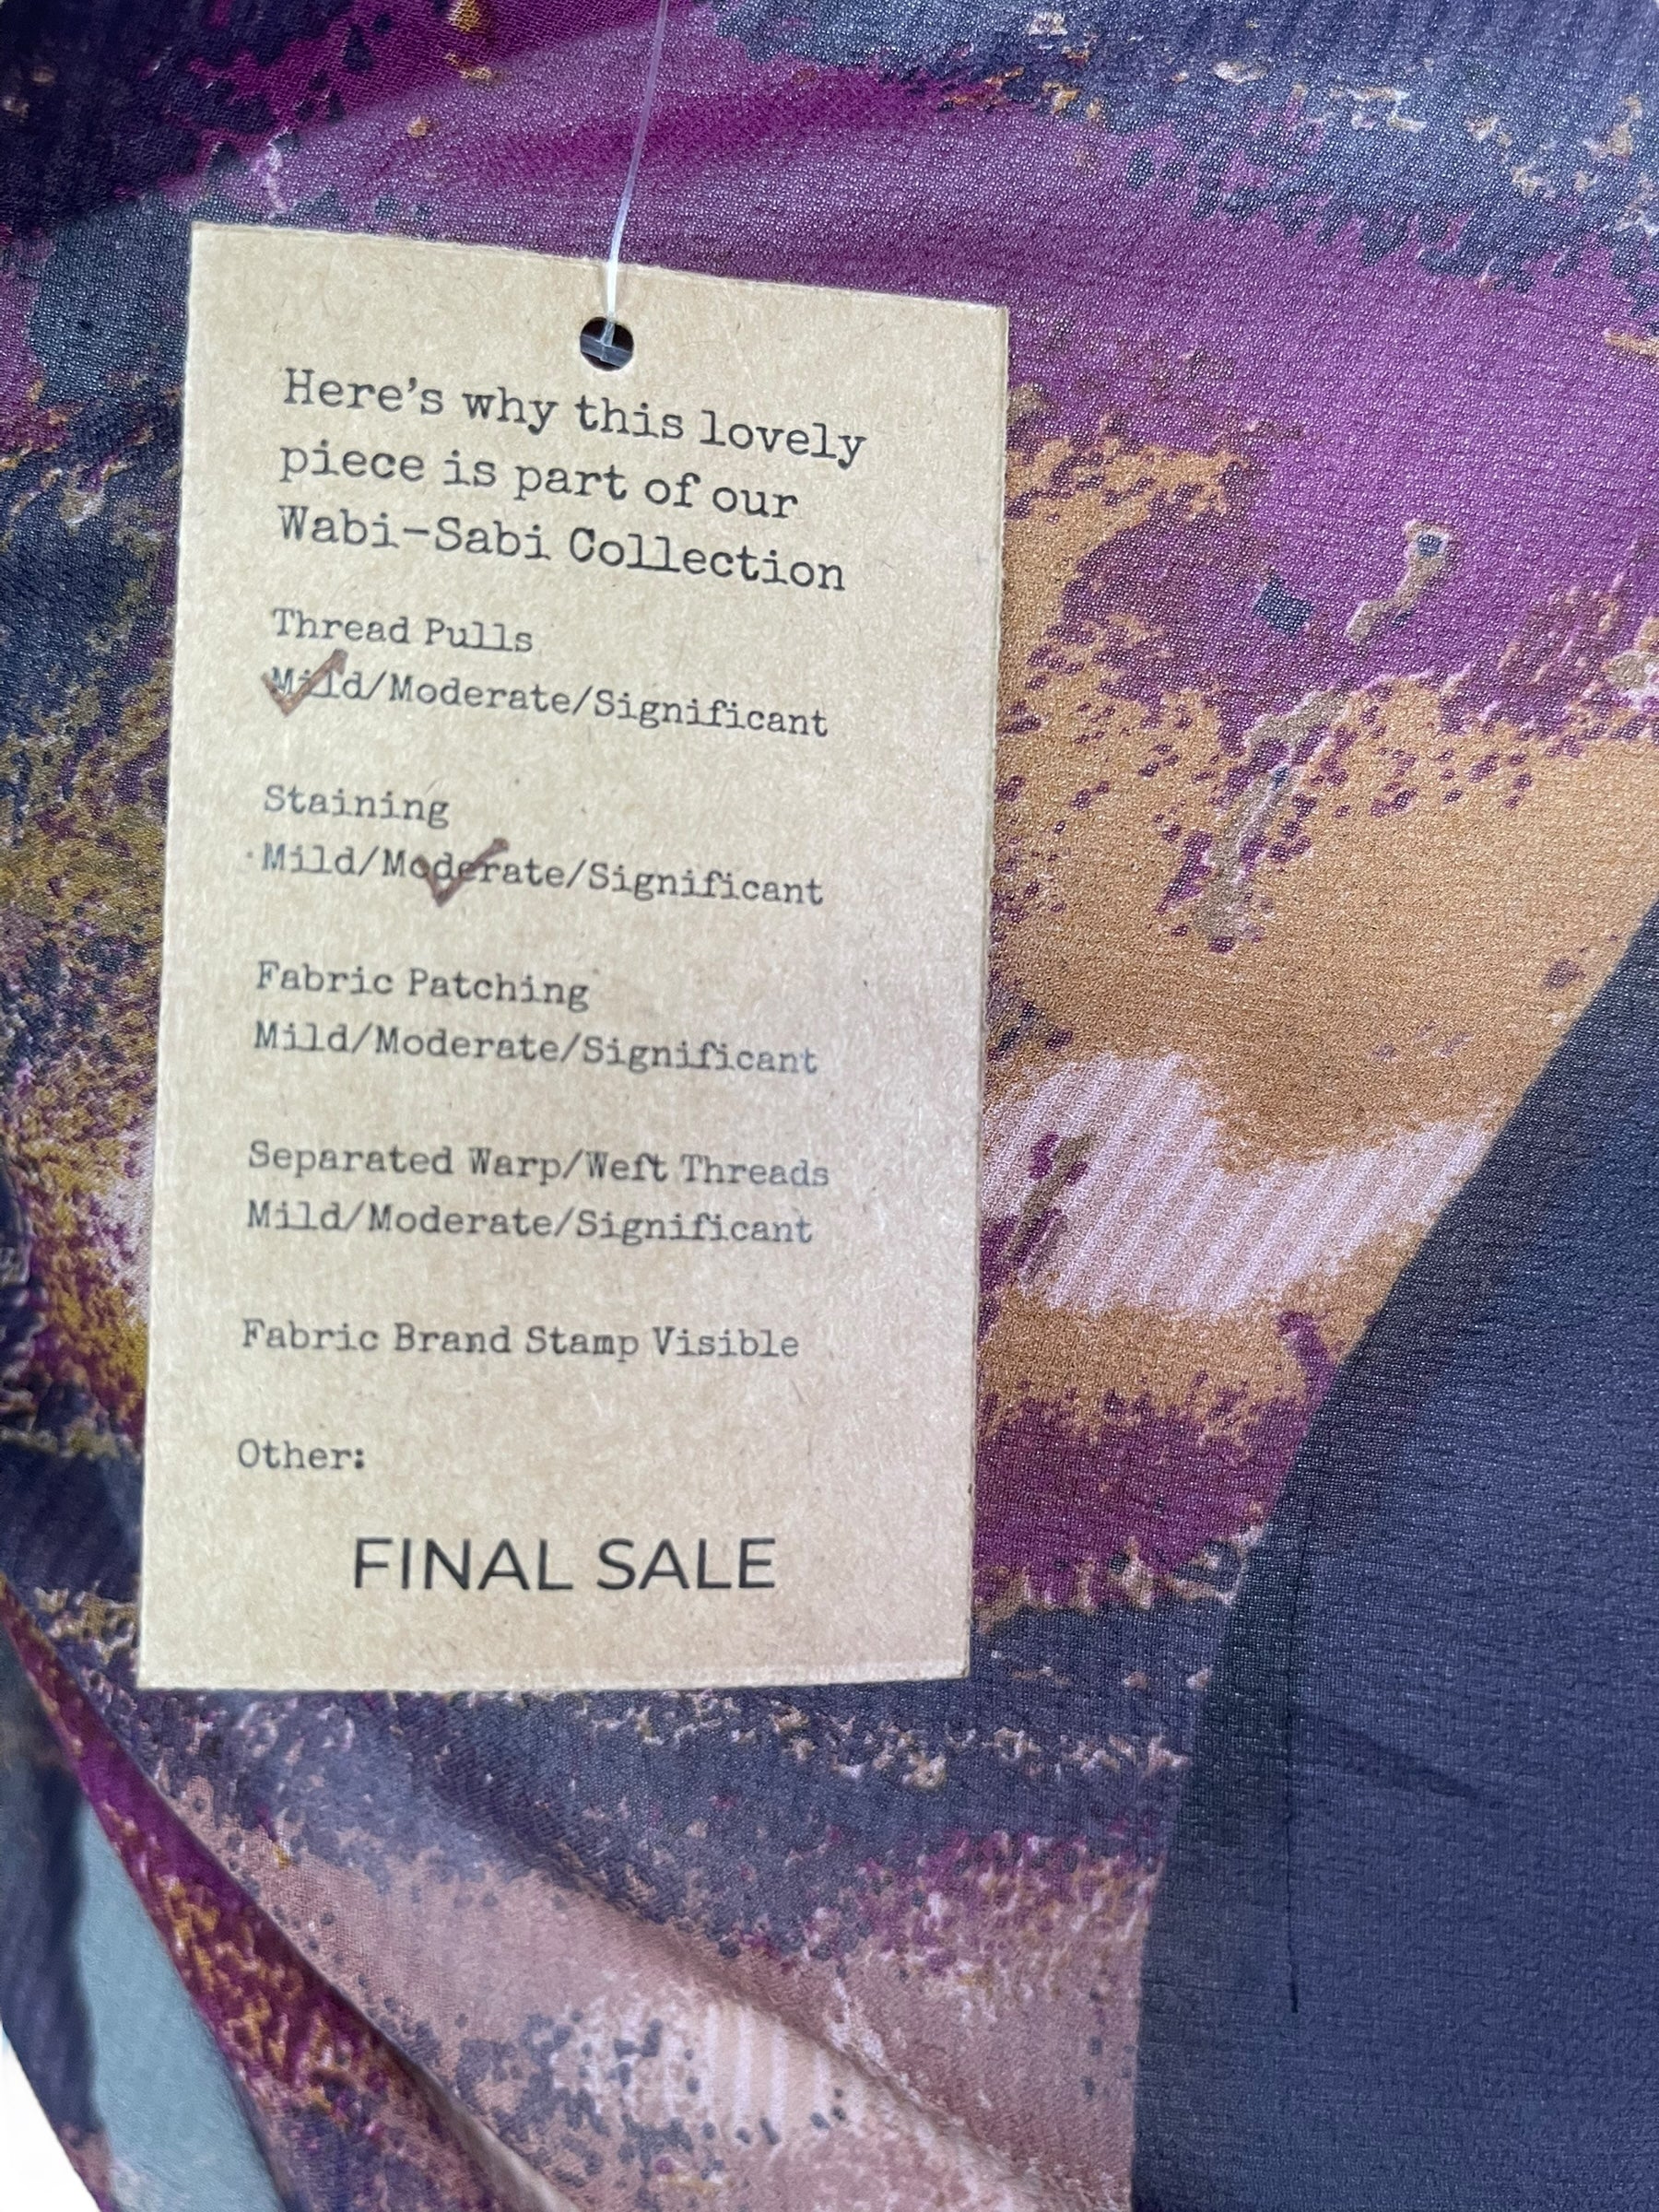 Here's why this lovely
piece is part of our
Wabi-Sabi Collection
Thread Pulls
Mild/Moderate/Significant
Staining
Mild/Moderate/Significant
Fabric Patching
Mild/Moderate/Significant
Separated Warp/Weft Threads
Mild/Moderate/Significant
Fabric Brand Stamp Visible
Other:
FINAL SALE